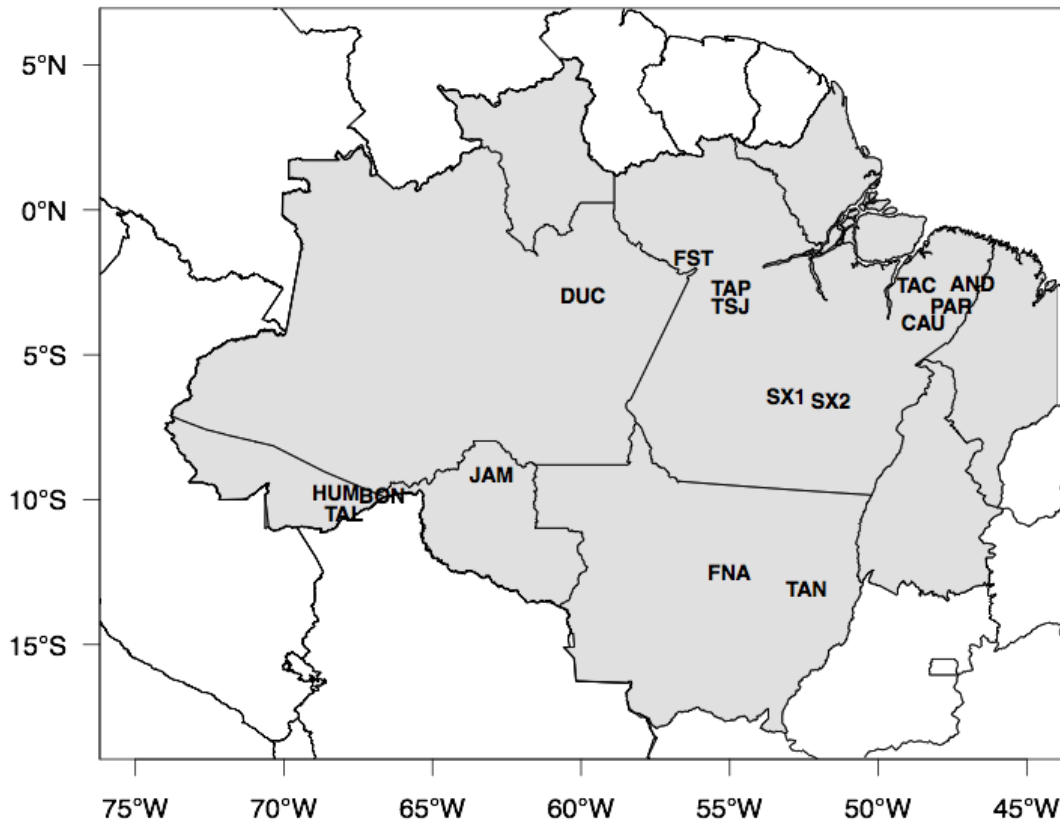 5°N
0°N
5°S
10°S
15°S
FST
TAP
TSJ
DUC
TAC
AND
PAR
CAU
SX1
SX2
JAM
HUM
BON
TAL
FNA
TAN
75°W 70°W 65°W 60°W 55°W 50°W 45°W